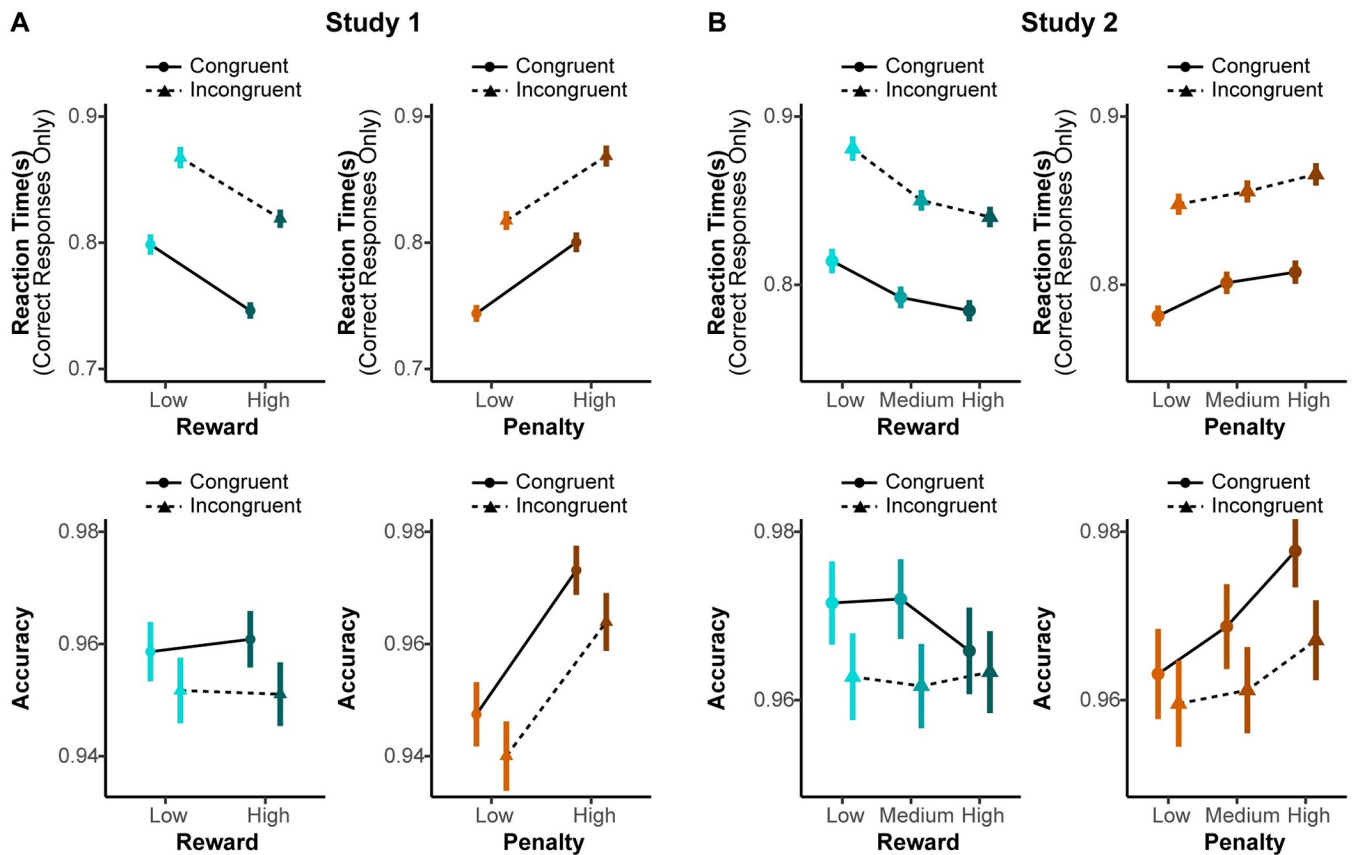 A
Study 1
Congruent
Incongruent
Reaction Time(s)
(Correct Responses Only)
0.9
0.8
0.7
Low
High
Reward
Congruent
Incongruent
Reaction Time(s)
(Correct Responses Only)
0.9
0.8
0.7
Low
High
Penalty
Congruent
Incongruent
Accuracy
0.98
0.96
0.94
Low
High
Reward
Congruent
Incongruent
Accuracy
0.98
0.96
0.94
Low
High
Penalty
B
Study 2
Congruent
Incongruent
Reaction Time(s)
(Correct Responses Only)
0.9
0.8
Low
Medium
High
Reward
Congruent
Incongruent
Reaction Time(s)
(Correct Responses Only)
0.9
0.8
Low
Medium
High
Penalty
Congruent
Incongruent
Accuracy
0.98
0.96
Low
Medium
High
Reward
Congruent
Incongruent
Accuracy
0.98
0.96
Low
Medium
High
Penalty